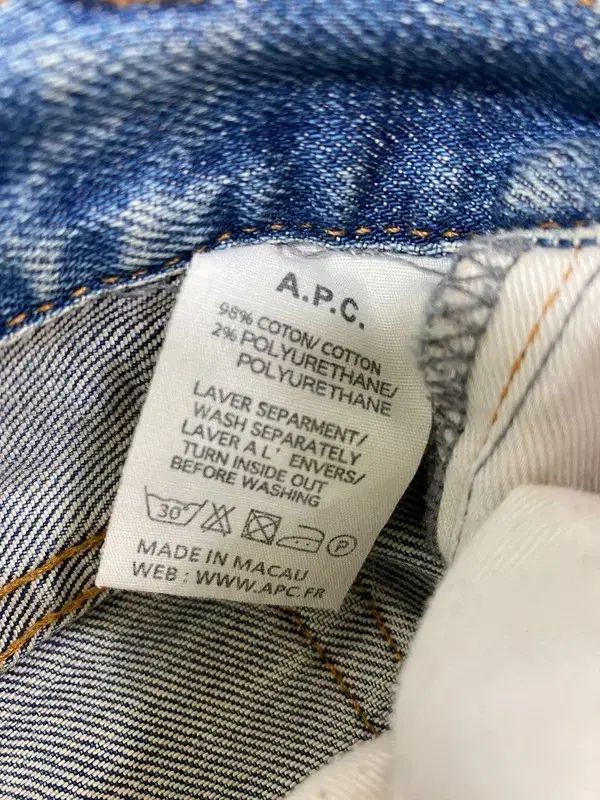 A.P.C.
98% COTON/ COTTON
2% POLYURETHANE/
POLYURETHANE
LAVER SEPARMENT/
WASH SEPARATELY
LAVER A L' ENVERS/
TURN INSIDE OUT
BEFORE WASHING
30° P
MADE IN MACAU
WEB : WWW.APC.FR